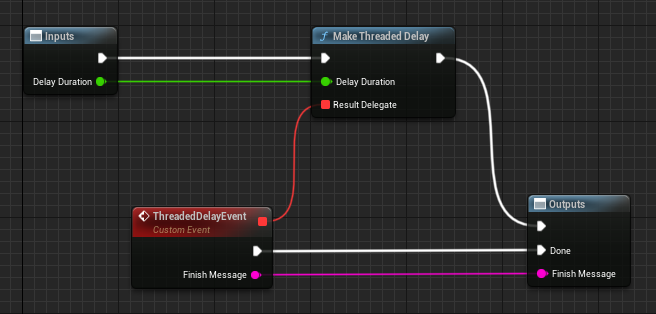 Inputs
Delay Duration
f Make Threaded Delay
Delay Duration
Result Delegate
ThreadedDelayEvent
Custom Event
Finish Message
Outputs
Done
Finish Message